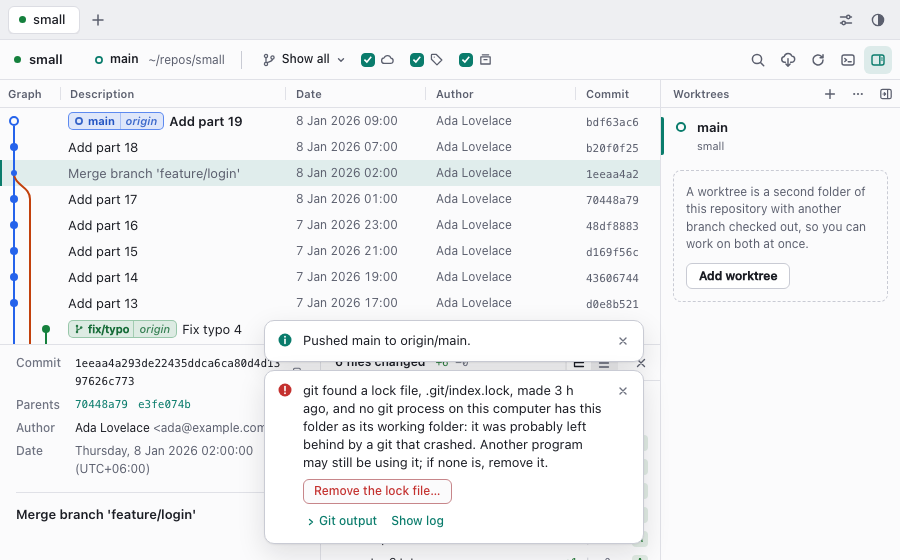 small
small
main
~/repos/small
Show all
Graph
Description
Date
Author
Commit
Worktrees
main origin Add part 19 8 Jan 2026 09:00 Ada Lovelace bdf63ac6
Add part 18 8 Jan 2026 07:00 Ada Lovelace b20f0f25
Merge branch 'feature/login' 8 Jan 2026 02:00 Ada Lovelace 1eeaa4a2
Add part 17 8 Jan 2026 01:00 Ada Lovelace 70448a79
Add part 16 7 Jan 2026 23:00 Ada Lovelace 48df8883
Add part 15 7 Jan 2026 21:00 Ada Lovelace d169f56c
Add part 14 7 Jan 2026 19:00 Ada Lovelace 43606744
Add part 13 7 Jan 2026 17:00 Ada Lovelace d0e8b521
fix/typo origin Fix typo 4
main
small
A worktree is a second folder of
this repository with another
branch checked out, so you can
work on both at once.
Add worktree
Commit 1eeaa4a293de22435ddca6ca80d4d13
97626c773
Parents 70448a79 e3fe074b
Author Ada Lovelace <ada@example.com
Date Thursday, 8 Jan 2026 02:00:00
(UTC+06:00)
Merge branch 'feature/login'
Pushed main to origin/main.
files changed
git found a lock file, .git/index.lock, made 3 h
ago, and no git process on this computer has this
folder as its working folder: it was probably left
behind by a git that crashed. Another program
may still be using it; if none is, remove it.
Remove the lock file…
Git output
Show log